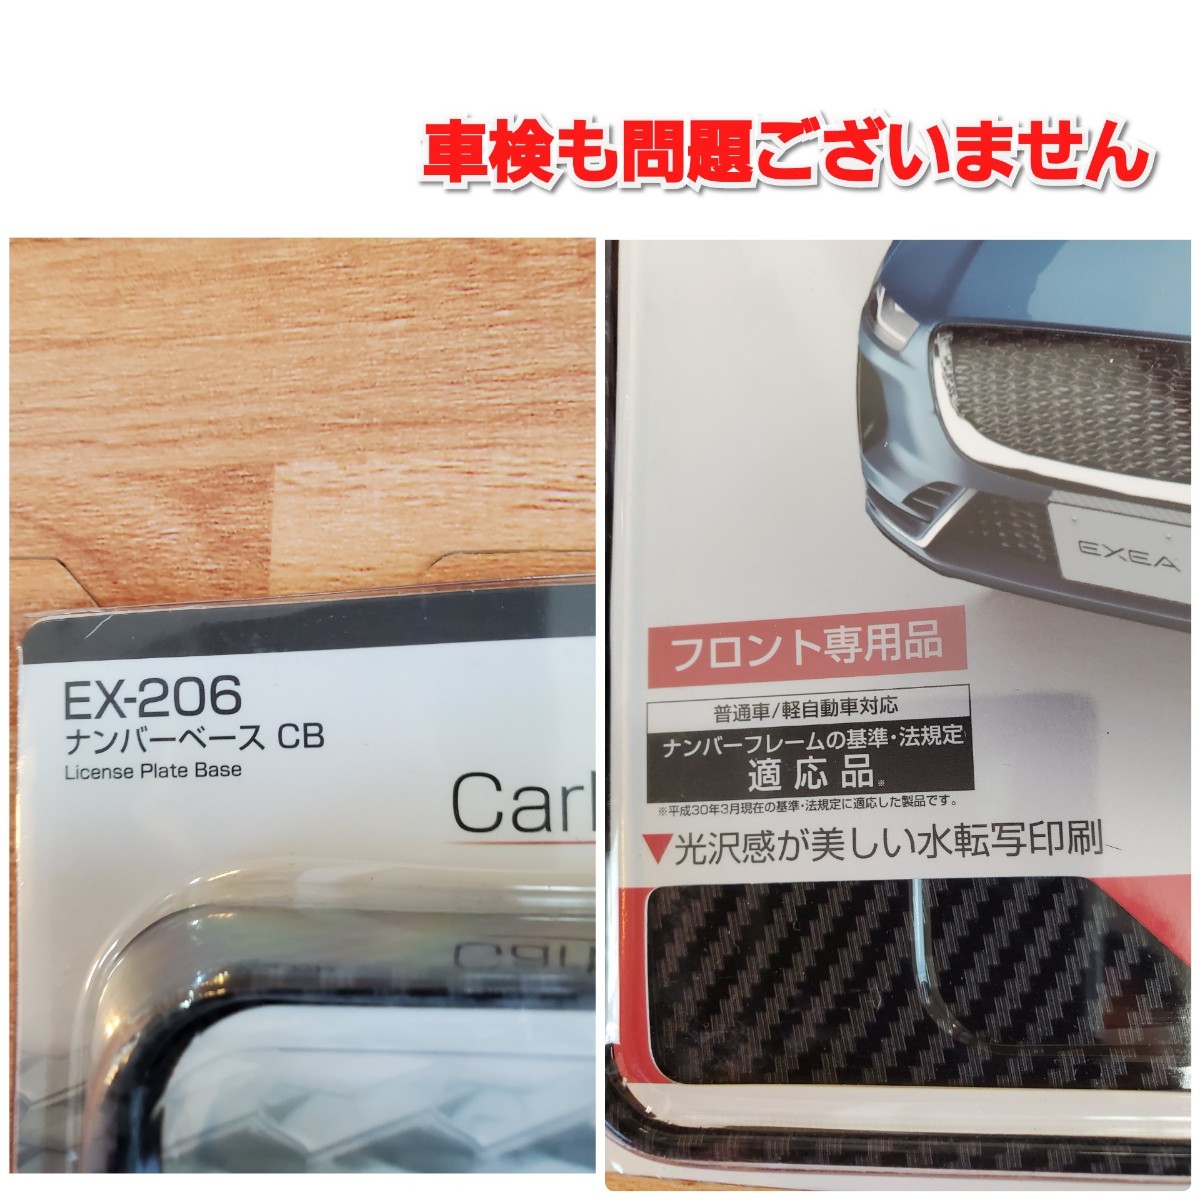 車検も問題ございません
EX-206
ナンバーベース CB
License Plate Base
Carb
EXEA
フロント専用品
普通車/軽自動車対応
ナンバーフレームの基準・法規定
適応品※
※平成30年3月現在の基準・法規定に適応した製品です。
▼光沢感が美しい水転写印刷